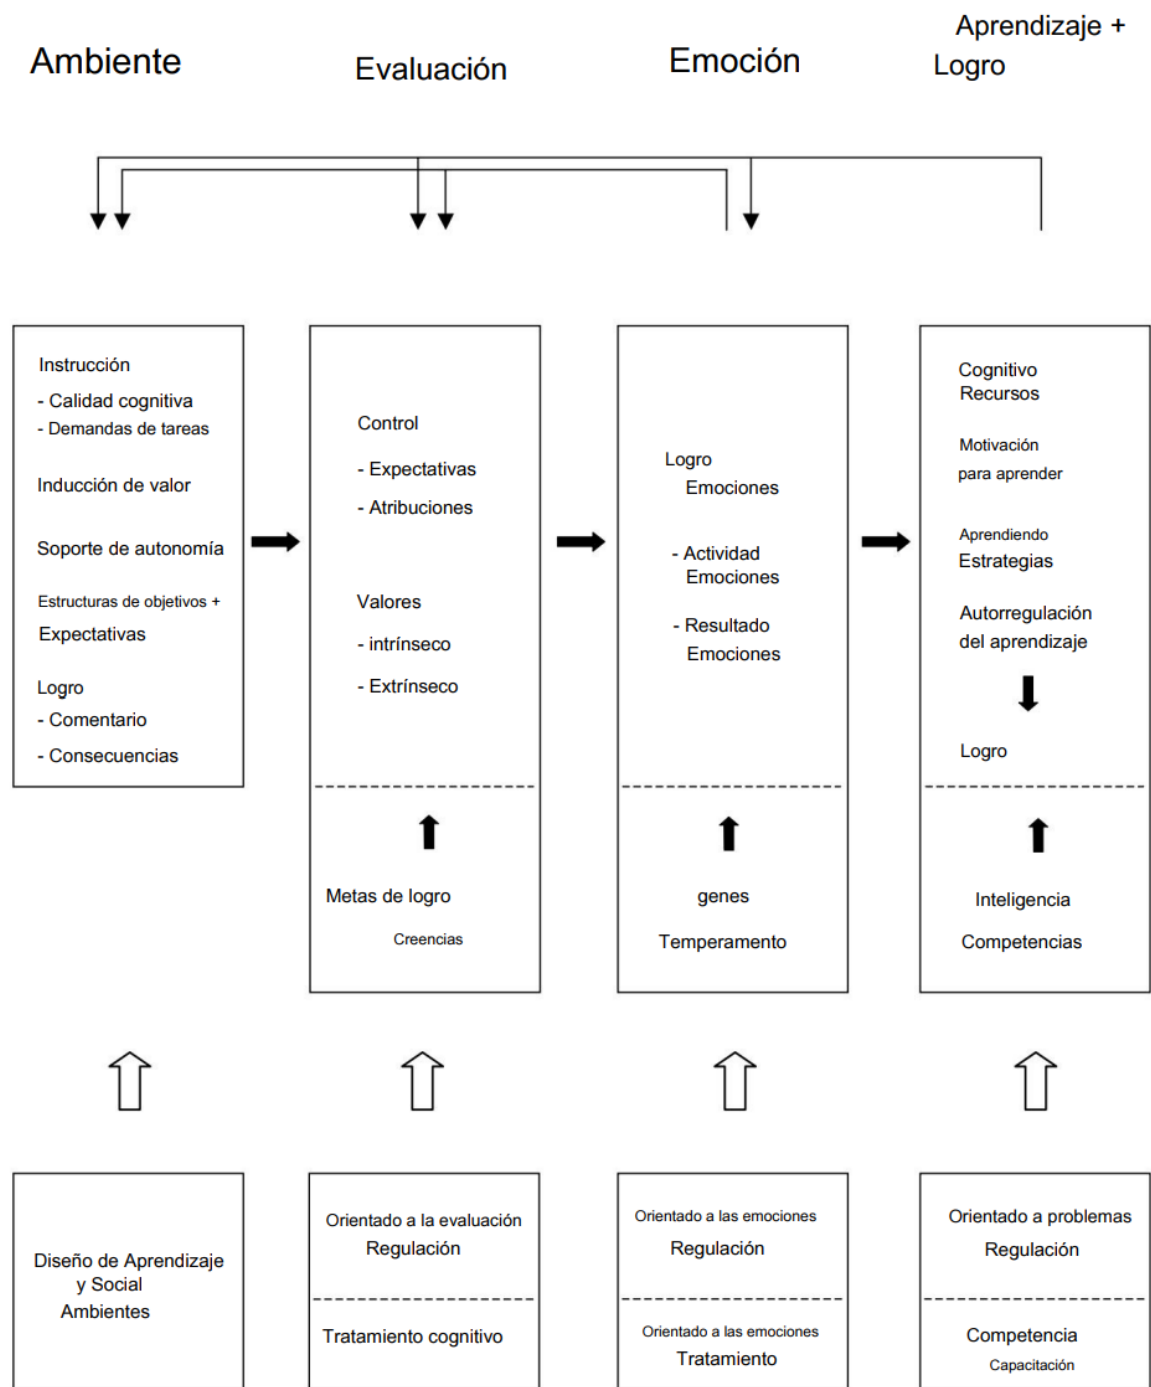 Ambiente
Evaluación
Emoción
Aprendizaje +
Logro
Instrucción
- Calidad cognitiva
- Demandas de tareas
Inducción de valor
Soporte de autonomía
Estructuras de objetivos +
Expectativas
Logro
- Comentario
- Consecuencias
Control
- Expectativas
- Atribuciones
Valores
- intrínseco
- Extrínseco
Metas de logro
Creencias
Logro
Emociones
- Actividad
Emociones
- Resultado
Emociones
genes
Temperamento
Cognitivo
Recursos
Motivación
para aprender
Aprendiendo
Estrategias
Autorregulación
del aprendizaje
Logro
Inteligencia
Competencias
Diseño de Aprendizaje
y Social
Ambientes
Orientado a la evaluación
Regulación
Tratamiento cognitivo
Orientado a las emociones
Regulación
Orientado a las emociones
Tratamiento
Orientado a problemas
Regulación
Competencia
Capacitación